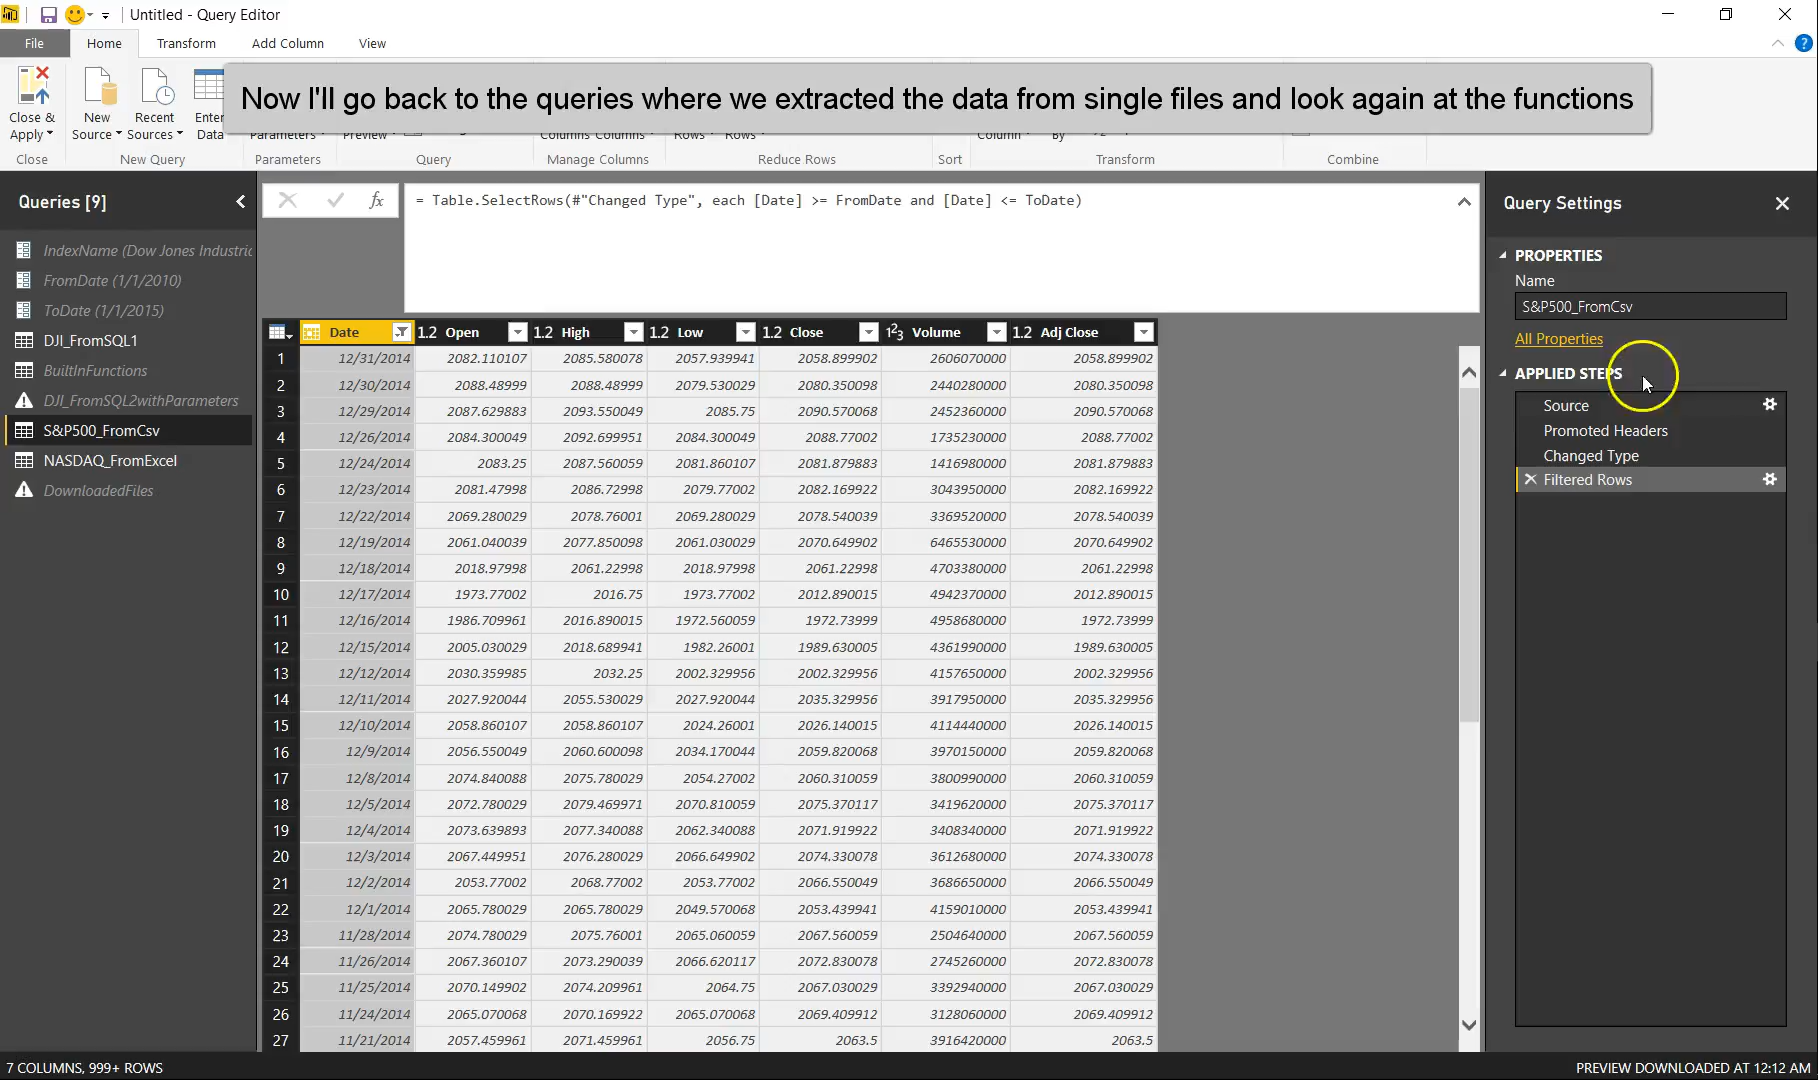 Untitled - Query Editor
File Home Transform Add Column View
Now I'll go back to the queries where we extracted the data from single files and look again at the functions
Close & Apply
New Source
Recent Sources
Enter Data
Parameters
Preview
Columns Columns
Rows Rows
Column
By
Close New Query Parameters Query Manage Columns Reduce Rows Sort Transform Combine
Queries [9]
IndexName (Dow Jones Industric
FromDate (1/1/2010)
ToDate (1/1/2015)
DJI_FromSQL1
BuiltInFunctions
DJI_FromSQL2withParameters
S&P500_FromCsv
NASDAQ_FromExcel
DownloadedFiles
fx = Table.SelectRows(#"Changed Type", each [Date] >= FromDate and [Date] <= ToDate)
Date 1.2 Open 1.2 High 1.2 Low 1.2 Close 123 Volume 1.2 Adj Close
1 12/31/2014 2082.110107 2085.580078 2057.939941 2058.899902 2606070000 2058.899902
2 12/30/2014 2088.48999 2088.48999 2079.530029 2080.350098 2440280000 2080.350098
3 12/29/2014 2087.629883 2093.550049 2085.75 2090.570068 2452360000 2090.570068
4 12/26/2014 2084.300049 2092.699951 2084.300049 2088.77002 1735230000 2088.77002
5 12/24/2014 2083.25 2087.560059 2081.860107 2081.879883 1416980000 2081.879883
6 12/23/2014 2081.47998 2086.72998 2079.77002 2082.169922 3043950000 2082.169922
7 12/22/2014 2069.280029 2078.76001 2069.280029 2078.540039 3369520000 2078.540039
8 12/19/2014 2061.040039 2077.850098 2061.030029 2070.649902 6465530000 2070.649902
9 12/18/2014 2018.97998 2061.22998 2018.97998 2061.22998 4703380000 2061.22998
10 12/17/2014 1973.77002 2016.75 1973.77002 2012.890015 4942370000 2012.890015
11 12/16/2014 1986.709961 2016.890015 1972.560059 1972.73999 4958680000 1972.73999
12 12/15/2014 2005.030029 2018.689941 1982.26001 1989.630005 4361990000 1989.630005
13 12/12/2014 2030.359985 2032.25 2002.329956 2002.329956 4157650000 2002.329956
14 12/11/2014 2027.920044 2055.530029 2027.920044 2035.329956 3917950000 2035.329956
15 12/10/2014 2058.860107 2058.860107 2024.26001 2026.140015 4114440000 2026.140015
16 12/9/2014 2056.550049 2060.600098 2034.170044 2059.820068 3970150000 2059.820068
17 12/8/2014 2074.840088 2075.780029 2054.27002 2060.310059 3800990000 2060.310059
18 12/5/2014 2072.780029 2079.469971 2070.810059 2075.370117 3419620000 2075.370117
19 12/4/2014 2073.639893 2077.340088 2062.340088 2071.919922 3408340000 2071.919922
20 12/3/2014 2067.449951 2076.280029 2066.649902 2074.330078 3612680000 2074.330078
21 12/2/2014 2053.77002 2068.77002 2053.77002 2066.550049 3686650000 2066.550049
22 12/1/2014 2065.780029 2065.780029 2049.570068 2053.439941 4159010000 2053.439941
23 11/28/2014 2074.780029 2075.76001 2065.060059 2067.560059 2504640000 2067.560059
24 11/26/2014 2067.360107 2073.290039 2066.620117 2072.830078 2745260000 2072.830078
25 11/25/2014 2070.149902 2074.209961 2064.75 2067.030029 3392940000 2067.030029
26 11/24/2014 2065.070068 2070.169922 2065.070068 2069.409912 3128060000 2069.409912
27 11/21/2014 2057.459961 2071.459961 2056.75 2063.5 3916420000 2063.5
Query Settings
PROPERTIES
Name
S&P500_FromCsv
All Properties
APPLIED STEPS
Source
Promoted Headers
Changed Type
Filtered Rows
7 COLUMNS, 999+ ROWS
PREVIEW DOWNLOADED AT 12:12 AM